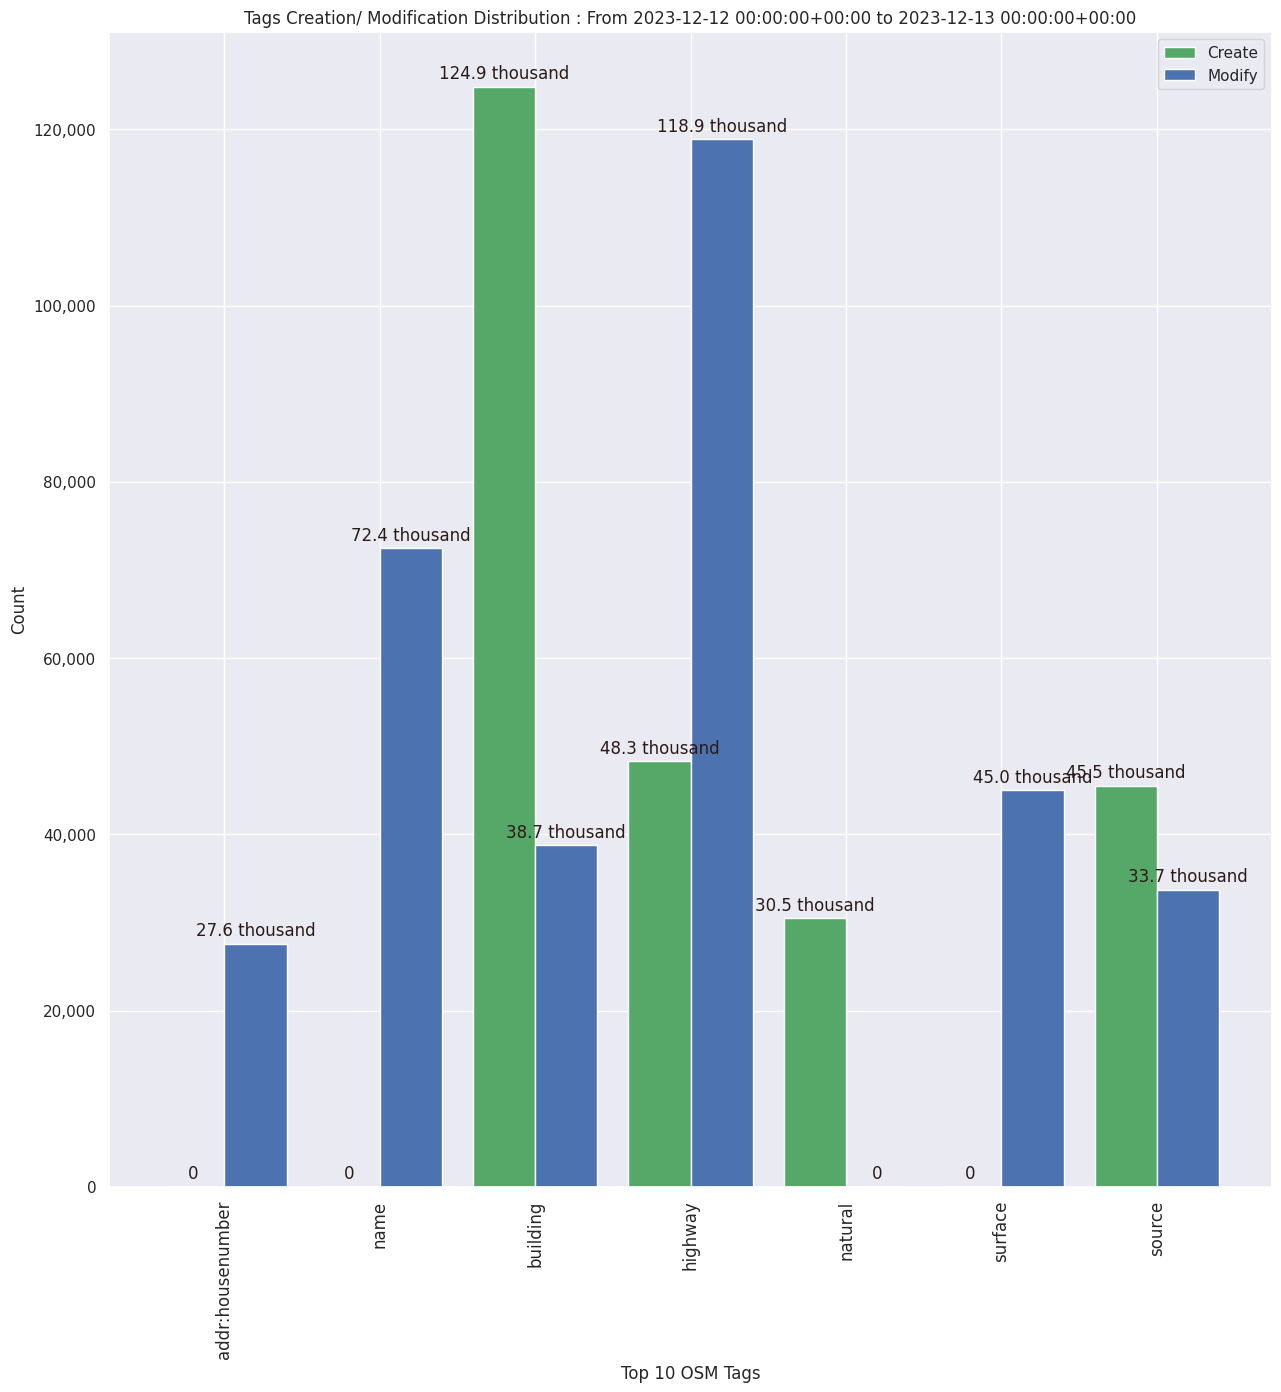 Tags Creation/ Modification Distribution : From 2023-12-12 00:00:00+00:00 to 2023-12-13 00:00:00+00:00
Create
Modify
124.9 thousand
118.9 thousand
120,000
100,000
80,000
72.4 thousand
60,000
48.3 thousand
45.0 thousand
45.5 thousand
40,000
38.7 thousand
33.7 thousand
30.5 thousand
27.6 thousand
20,000
0
0
0
0
0
Count
addr:housenumber
name
building
highway
natural
surface
source
Top 10 OSM Tags